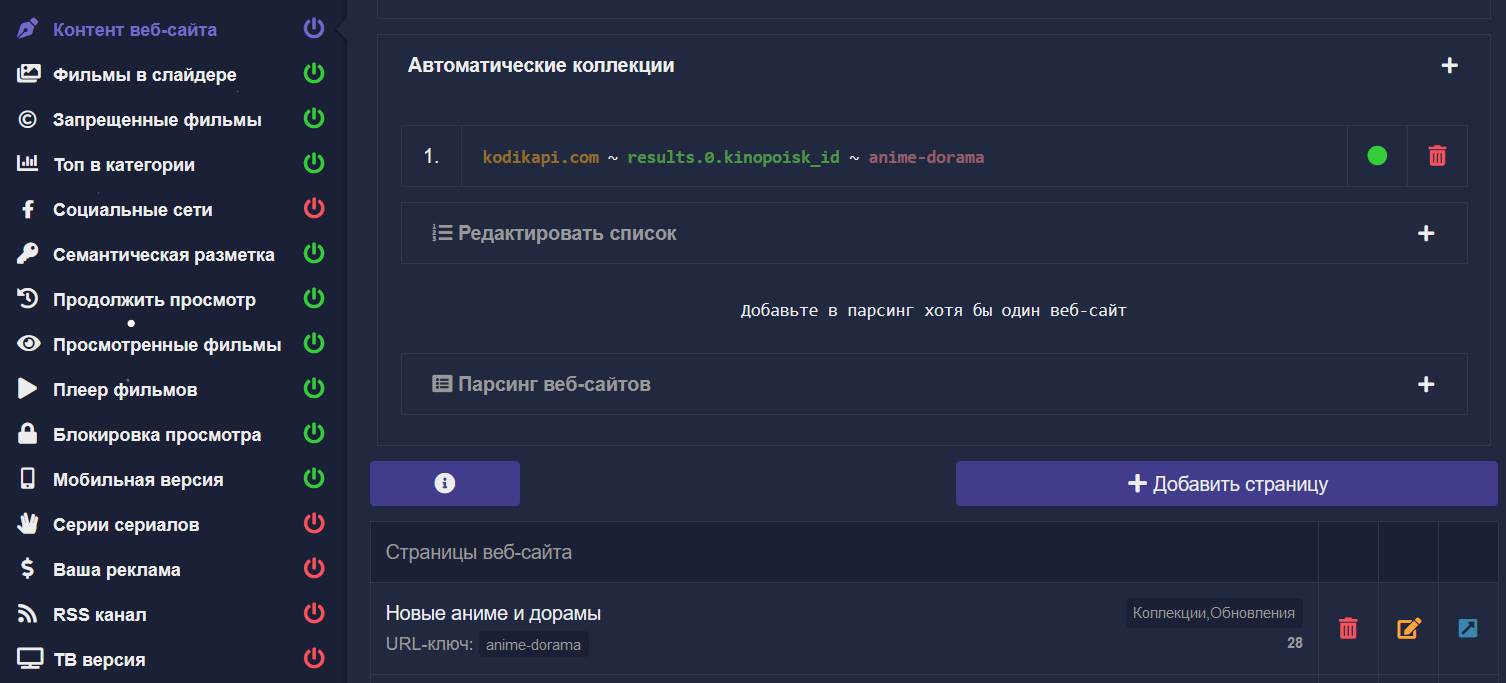 Контент веб-сайта
Фильмы в слайдере
Запрещенные фильмы
Топ в категории
Социальные сети
Семантическая разметка
Продолжить просмотр
Просмотренные фильмы
Плеер фильмов
Блокировка просмотра
Мобильная версия
Серии сериалов
Ваша реклама
RSS канал
ТВ версия
Автоматические коллекции
1. kodikapi.com ~ results.0.kinopoisk_id ~ anime-dorama
Редактировать список
Добавьте в парсинг хотя бы один веб-сайт
Парсинг веб-сайтов
Добавить страницу
Страницы веб-сайта
Новые аниме и дорамы
Коллекции,Обновления
URL-ключ: anime-dorama
28